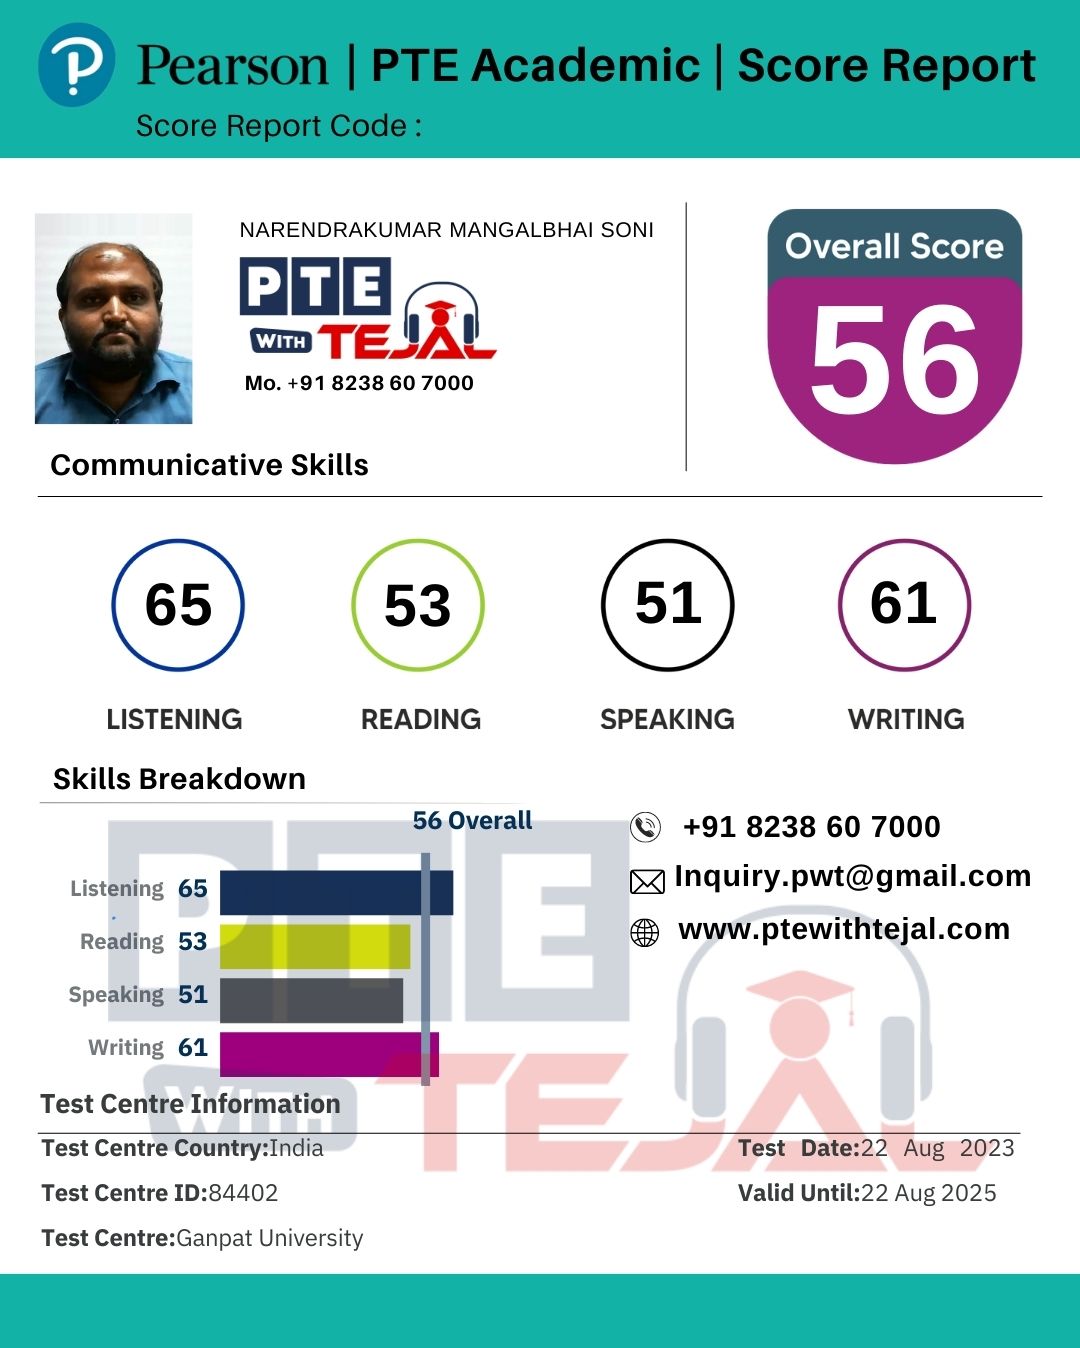 Pearson | PTE Academic | Score Report
Score Report Code :
NARENDRAKUMAR MANGALBHAI SONI
PTE
WITH TEJAL
Mo. +91 8238 60 7000
Overall Score
56
Communicative Skills
65 53 51 61
LISTENING READING SPEAKING WRITING
Skills Breakdown
56 Overall
Listening 65
Reading 53
Speaking 51
Writing 61
+91 8238 60 7000
Inquiry.pwt@gmail.com
www.ptewithtejal.com
PTE
WITH TEJAL
Test Centre Information
Test Centre Country:India
Test Date:22 Aug 2023
Test Centre ID:84402
Valid Until:22 Aug 2025
Test Centre:Ganpat University